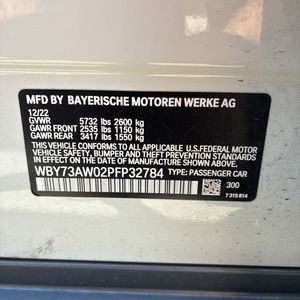 MFD BY BAYERISCHE MOTOREN WERKE AG
12/22
GVWR 5732 lbs 2600 kg
GAWR FRONT 2535 lbs 1150 kg
GAWR REAR 3417 lbs 1550 kg
THIS VEHICLE CONFORMS TO ALL APPLICABLE U.S.FEDERAL MOTOR
VEHICLE SAFETY, BUMPER, AND THEFT PREVENTION STANDARDS
IN EFFECT ON THE DATE OF MANUFACTURE SHOWN ABOVE.
WBY73AW02PFP32784 TYPE: PASSENGER CAR
300
7 315 814